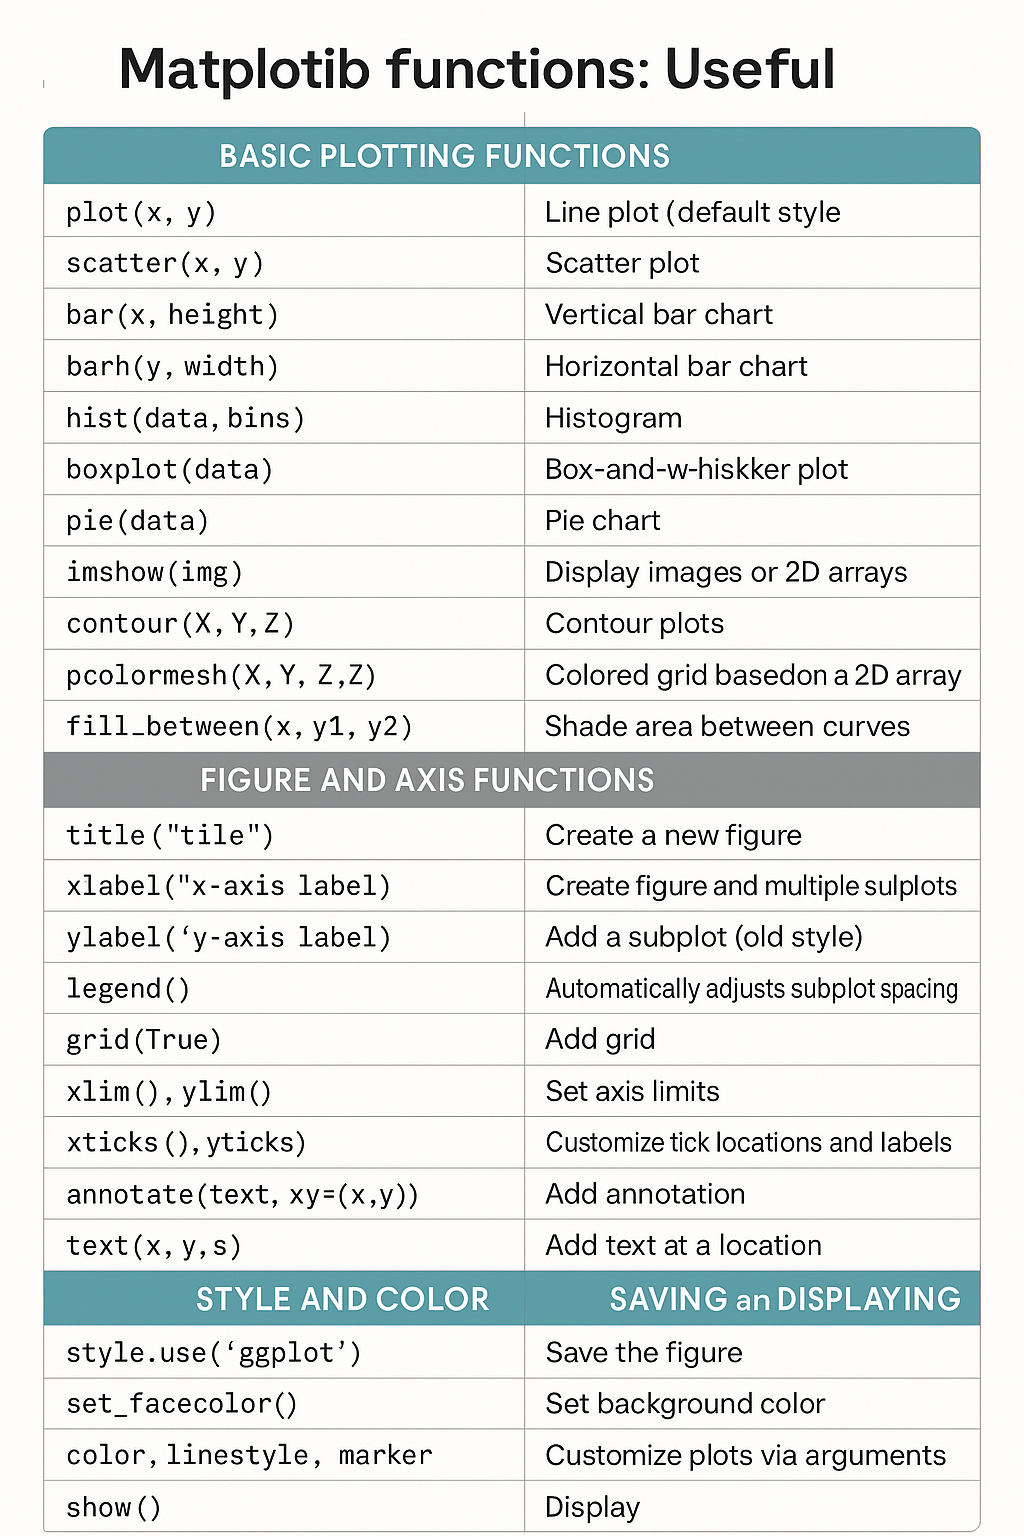 Matplotib functions: Useful
BASIC PLOTTING FUNCTIONS
plot(x, y) Line plot (default style
scatter(x, y) Scatter plot
bar(x, height) Vertical bar chart
barh(y, width) Horizontal bar chart
hist(data, bins) Histogram
boxplot(data) Box-and-w-hiskker plot
pie(data) Pie chart
imshow(img) Display images or 2D arrays
contour(X, Y, Z) Contour plots
pcolormesh(X, Y, Z,Z) Colored grid basedon a 2D array
fill_between(x, y1, y2) Shade area between curves
FIGURE AND AXIS FUNCTIONS
title("tile") Create a new figure
xlabel("x-axis label) Create figure and multiple sulplots
ylabel(‘y-axis label) Add a subplot (old style)
legend() Automatically adjusts subplot spacing
grid(True) Add grid
xlim(), ylim() Set axis limits
xticks(), yticks) Customize tick locations and labels
annotate(text, xy=(x,y)) Add annotation
text(x, y, s) Add text at a location
STYLE AND COLOR SAVING an DISPLAYING
style.use(‘ggplot’) Save the figure
set_facecolor() Set background color
color, linestyle, marker Customize plots via arguments
show() Display